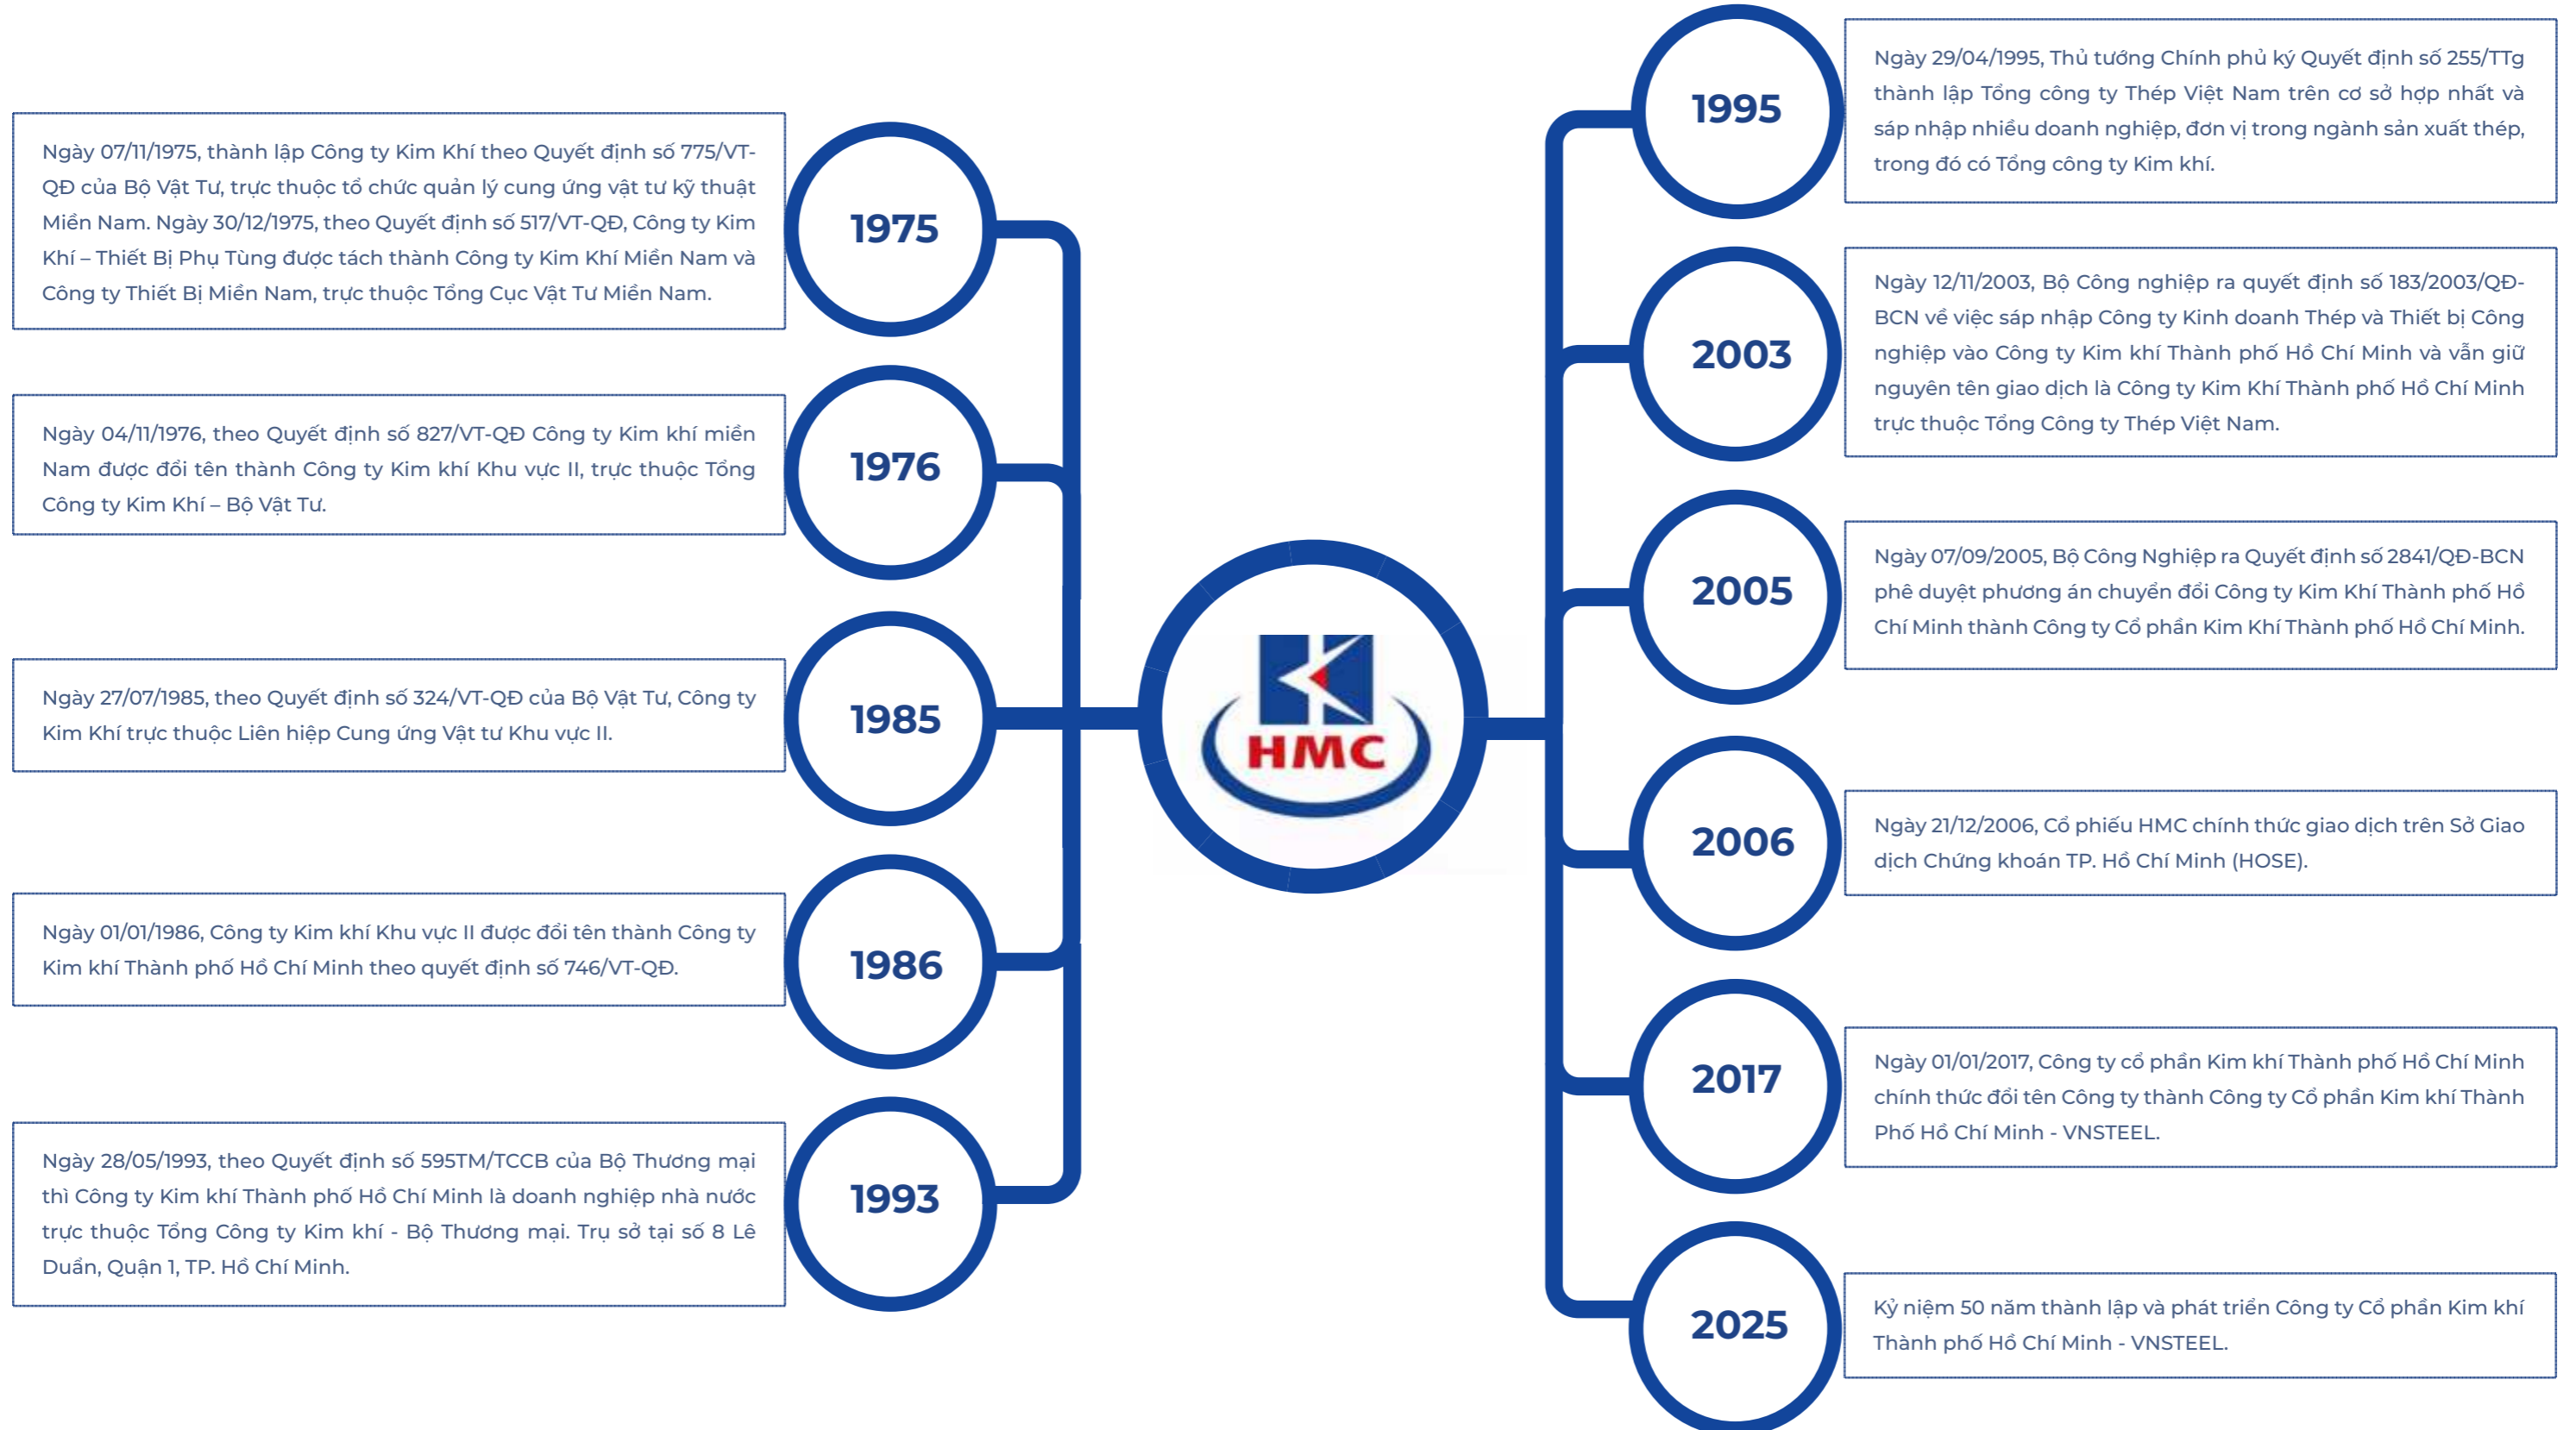 1975
Ngày 07/11/1975, thành lập Công ty Kim Khí theo Quyết định số 775/VT-
QĐ của Bộ Vật Tư, trực thuộc tổ chức quản lý cung ứng vật tư kỹ thuật
Miền Nam. Ngày 30/12/1975, theo Quyết định số 517/VT-QĐ, Công ty Kim
Khí – Thiết Bị Phụ Tùng được tách thành Công ty Kim Khí Miền Nam và
Công ty Thiết Bị Miền Nam, trực thuộc Tổng Cục Vật Tư Miền Nam.
1976
Ngày 04/11/1976, theo Quyết định số 827/VT-QĐ Công ty Kim khí miền
Nam được đổi tên thành Công ty Kim khí Khu vực II, trực thuộc Tổng
Công ty Kim Khí – Bộ Vật Tư.
1985
Ngày 27/07/1985, theo Quyết định số 324/VT-QĐ của Bộ Vật Tư, Công ty
Kim Khí trực thuộc Liên hiệp Cung ứng Vật tư Khu vực II.
1986
Ngày 01/01/1986, Công ty Kim khí Khu vực II được đổi tên thành Công ty
Kim khí Thành phố Hồ Chí Minh theo quyết định số 746/VT-QĐ.
1993
Ngày 28/05/1993, theo Quyết định số 595TM/TCCB của Bộ Thương mại
thì Công ty Kim khí Thành phố Hồ Chí Minh là doanh nghiệp nhà nước
trực thuộc Tổng Công ty Kim khí - Bộ Thương mại. Trụ sở tại số 8 Lê
Duẩn, Quận 1, TP. Hồ Chí Minh.
HMC
1995
Ngày 29/04/1995, Thủ tướng Chính phủ ký Quyết định số 255/TTg
thành lập Tổng công ty Thép Việt Nam trên cơ sở hợp nhất và
sáp nhập nhiều doanh nghiệp, đơn vị trong ngành sản xuất thép,
trong đó có Tổng công ty Kim khí.
2003
Ngày 12/11/2003, Bộ Công nghiệp ra quyết định số 183/2003/QĐ-
BCN về việc sáp nhập Công ty Kinh doanh Thép và Thiết bị Công
nghiệp vào Công ty Kim khí Thành phố Hồ Chí Minh và vẫn giữ
nguyên tên giao dịch là Công ty Kim Khí Thành phố Hồ Chí Minh
trực thuộc Tổng Công ty Thép Việt Nam.
2005
Ngày 07/09/2005, Bộ Công Nghiệp ra Quyết định số 2841/QĐ-BCN
phê duyệt phương án chuyển đổi Công ty Kim Khí Thành phố Hồ
Chí Minh thành Công ty Cổ phần Kim Khí Thành phố Hồ Chí Minh.
2006
Ngày 21/12/2006, Cổ phiếu HMC chính thức giao dịch trên Sở Giao
dịch Chứng khoán TP. Hồ Chí Minh (HOSE).
2017
Ngày 01/01/2017, Công ty cổ phần Kim khí Thành phố Hồ Chí Minh
chính thức đổi tên Công ty thành Công ty Cổ phần Kim khí Thành
Phố Hồ Chí Minh - VNSTEEL.
2025
Kỷ niệm 50 năm thành lập và phát triển Công ty Cổ phần Kim khí
Thành phố Hồ Chí Minh - VNSTEEL.